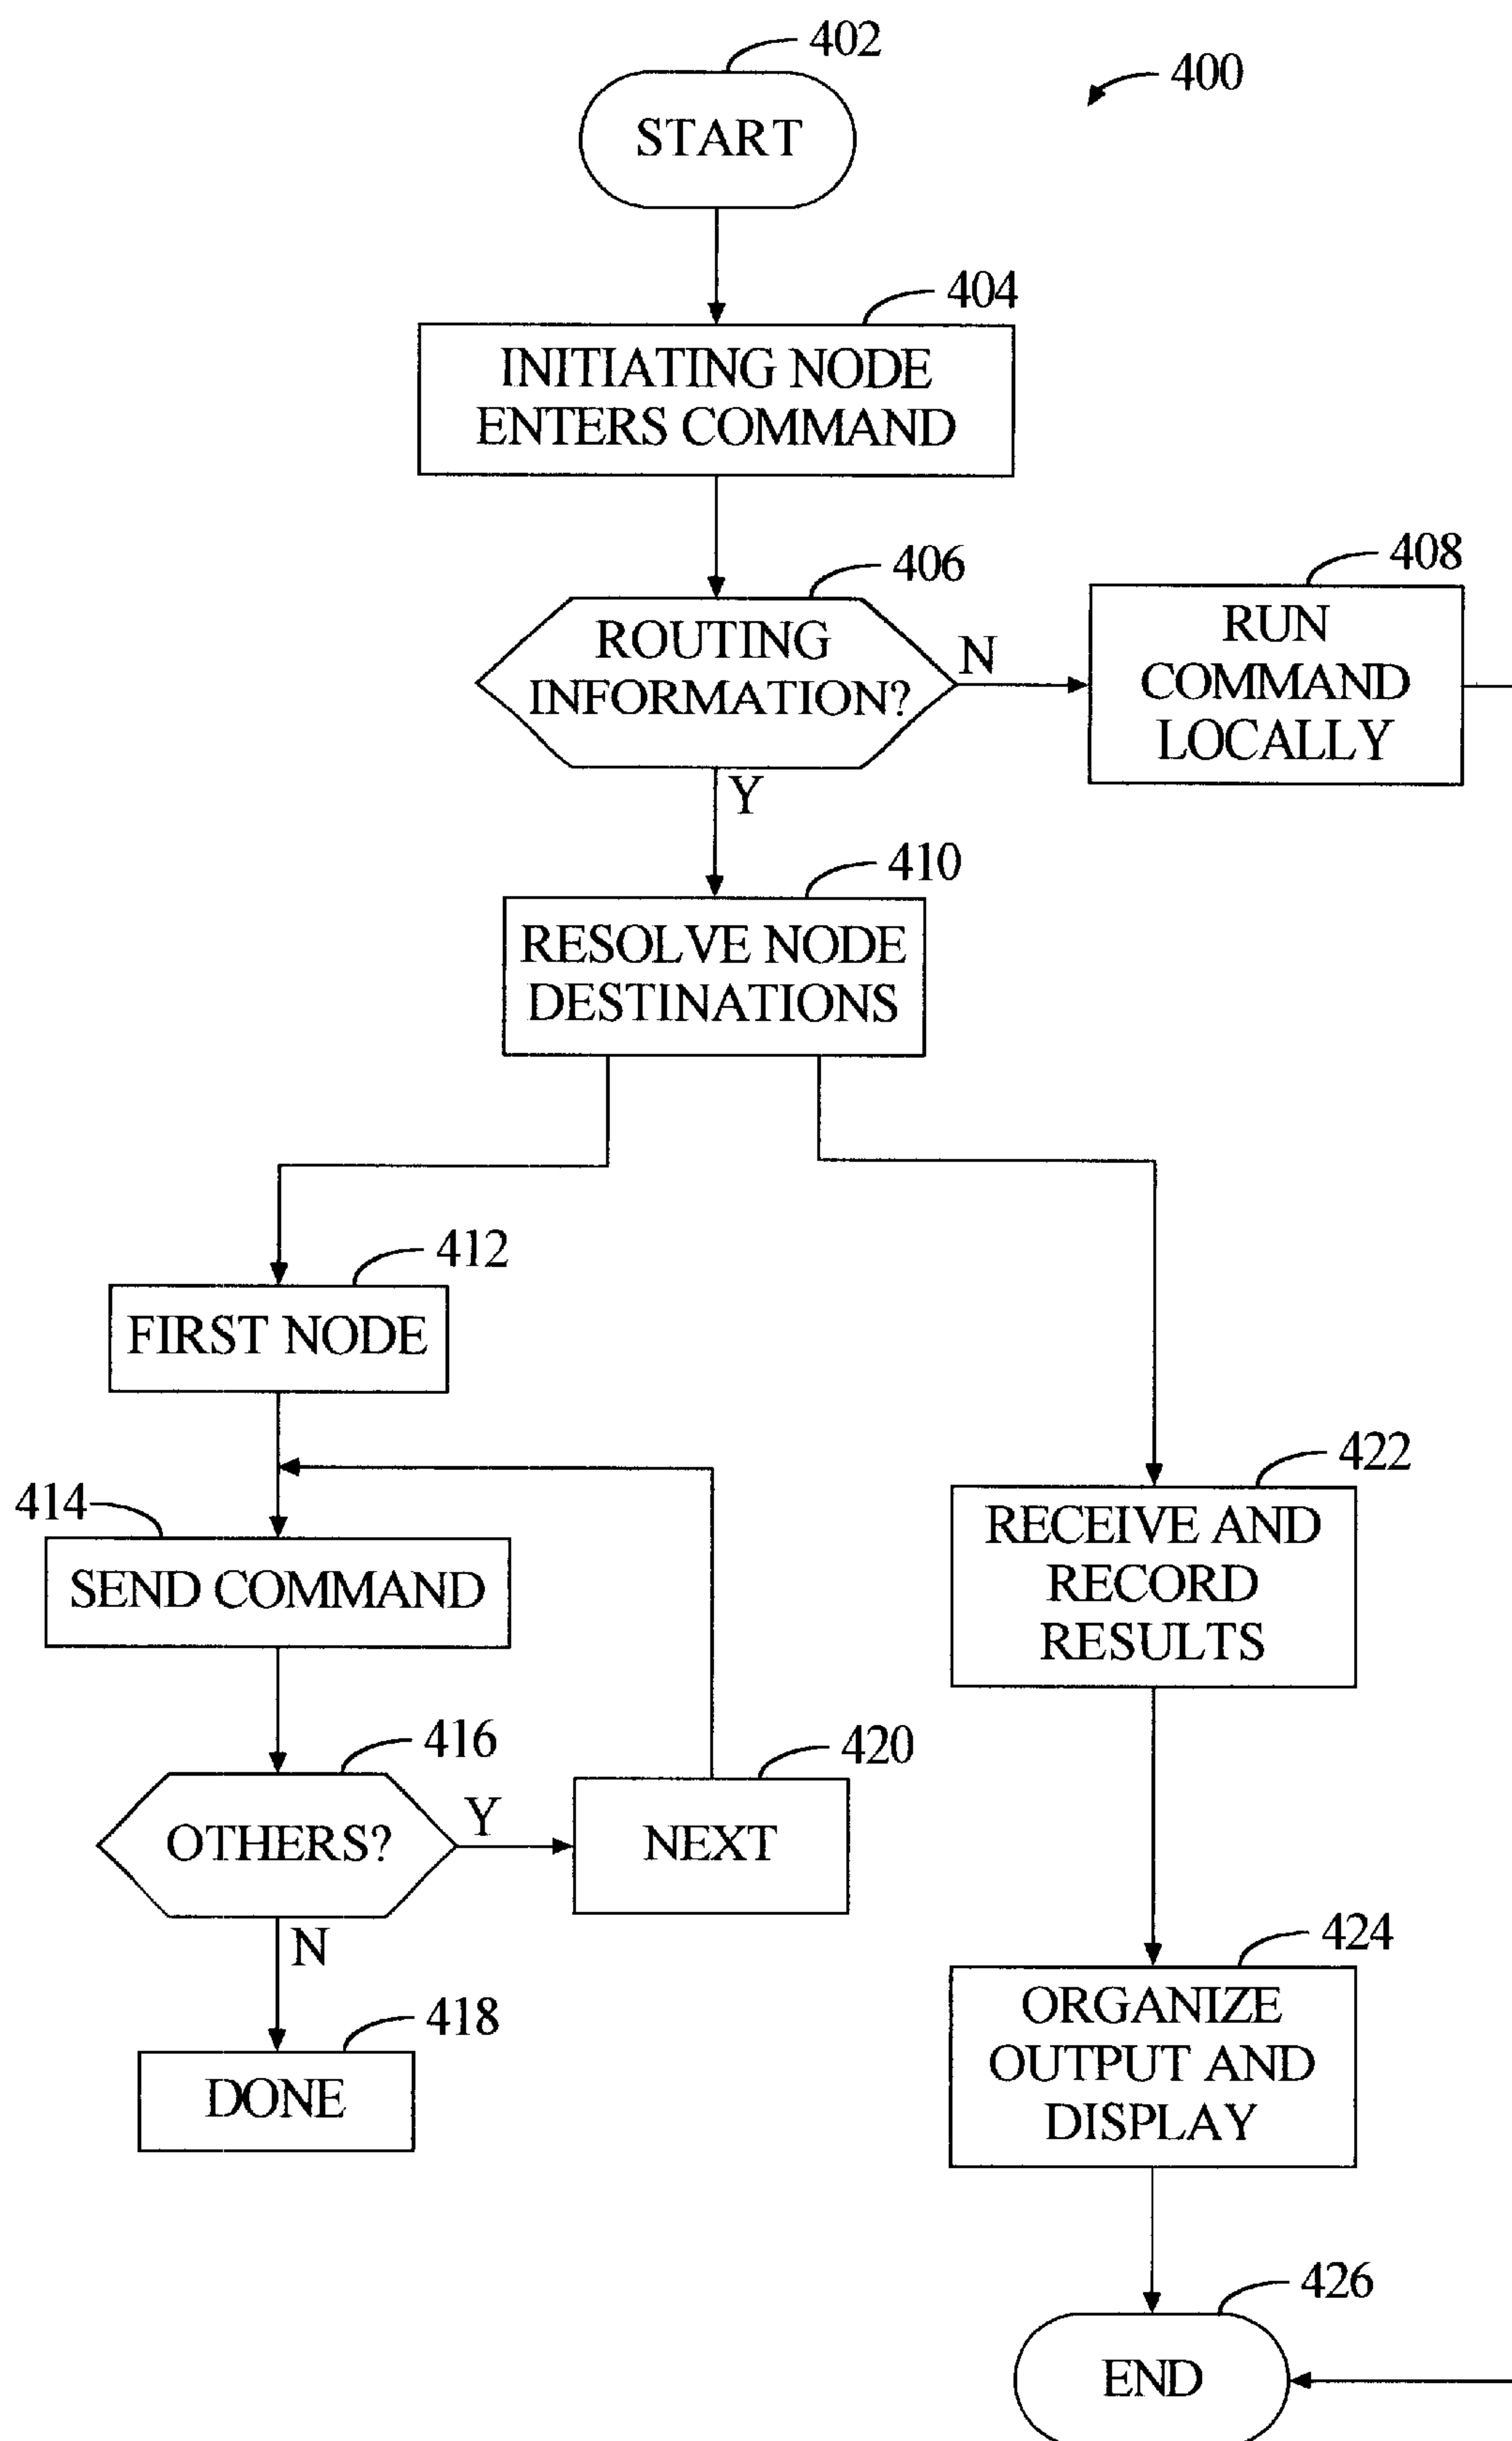 402
400
START
404
INITIATING NODE
ENTERS COMMAND
406
408
ROUTING
INFORMATION?
N
RUN
COMMAND
LOCALLY
Y
410
RESOLVE NODE
DESTINATIONS
412
FIRST NODE
422
414
SEND COMMAND
RECEIVE AND
RECORD
RESULTS
416
420
OTHERS?
Y
NEXT
N
424
418
DONE
ORGANIZE
OUTPUT AND
DISPLAY
426
END